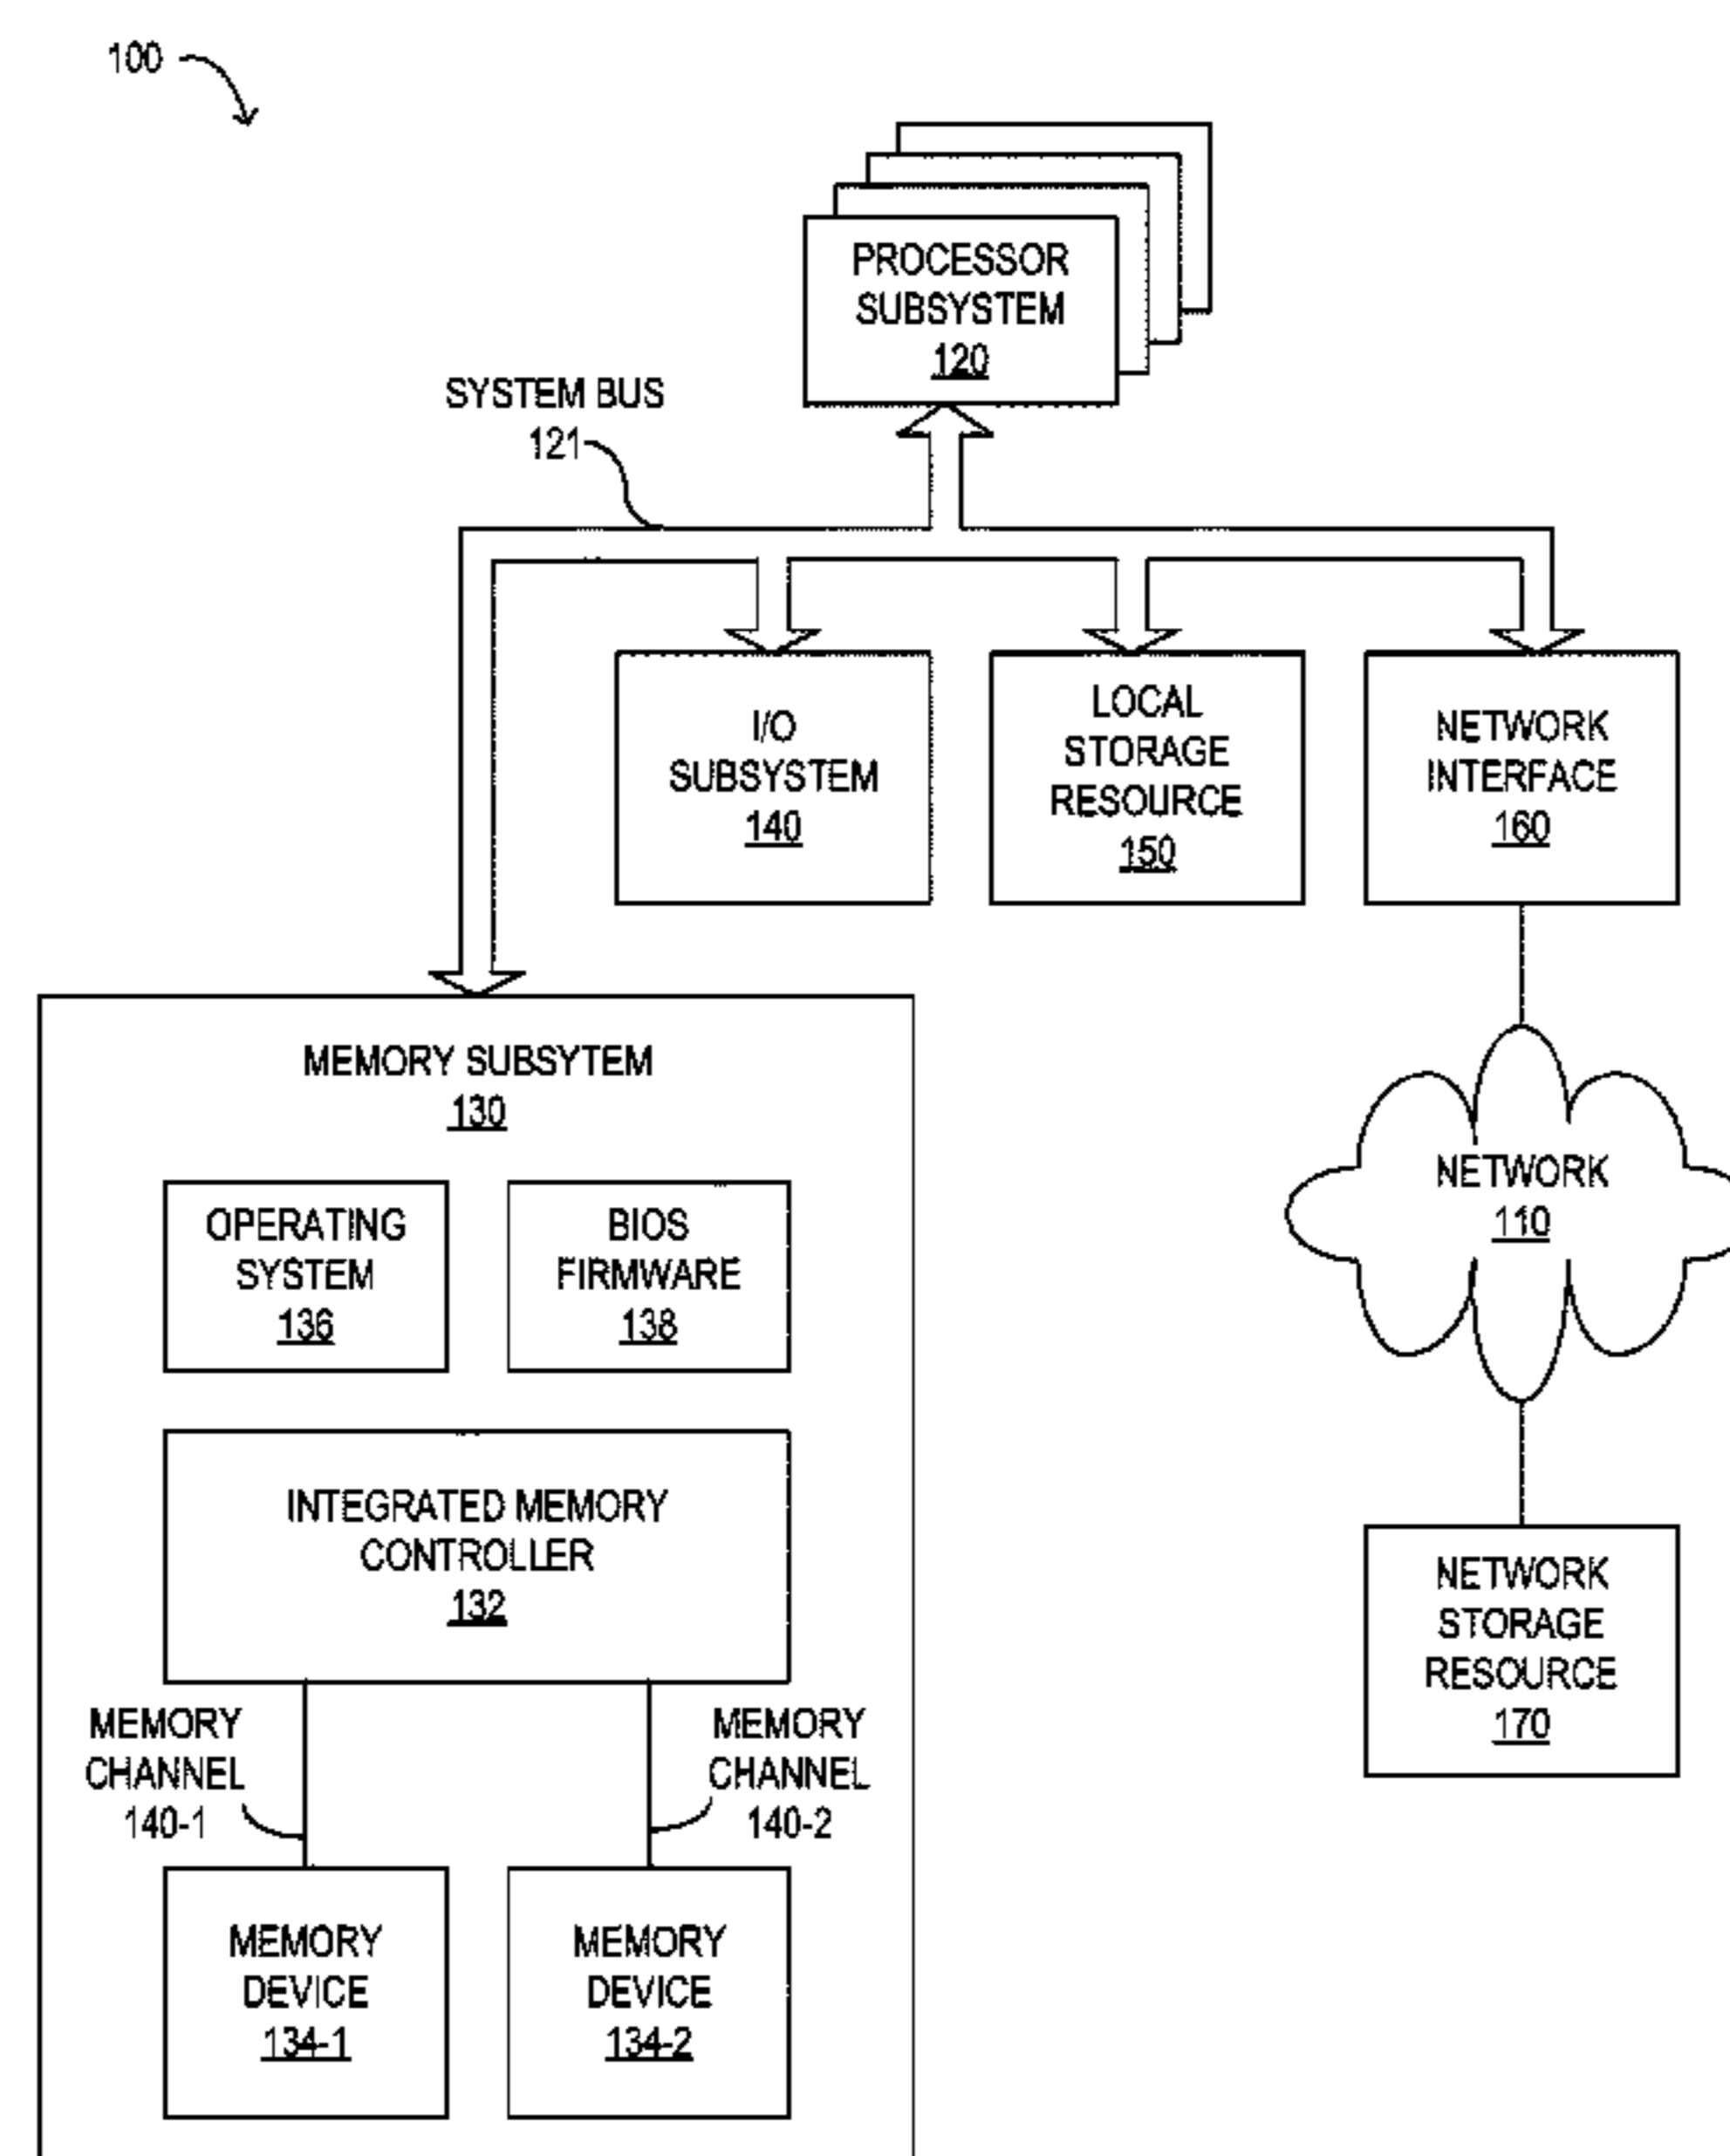 100
PROCESSOR
SUBSYSTEM
120
SYSTEM BUS
121
I/O
SUBSYSTEM
140
LOCAL
STORAGE
RESOURCE
150
NETWORK
INTERFACE
160
MEMORY SUBSYTEM
130
OPERATING
SYSTEM
136
BIOS
FIRMWARE
138
NETWORK
110
INTEGRATED MEMORY
CONTROLLER
132
NETWORK
STORAGE
RESOURCE
170
MEMORY
CHANNEL
140-1
MEMORY
CHANNEL
140-2
MEMORY
DEVICE
134-1
MEMORY
DEVICE
134-2